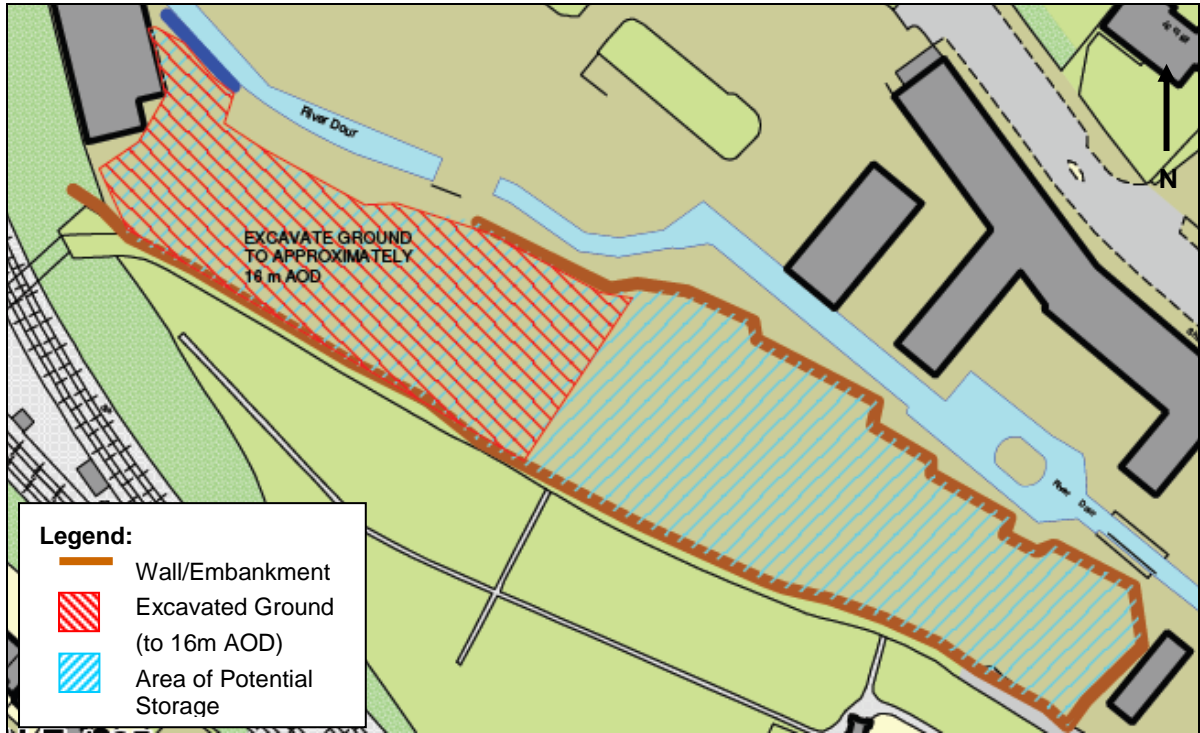 River Dour
N
EXCAVATE GROUND
TO APPROXIMATELY
16 m AOD
River Dour
Legend:
Wall/Embankment
Excavated Ground
(to 16m AOD)
Area of Potential
Storage